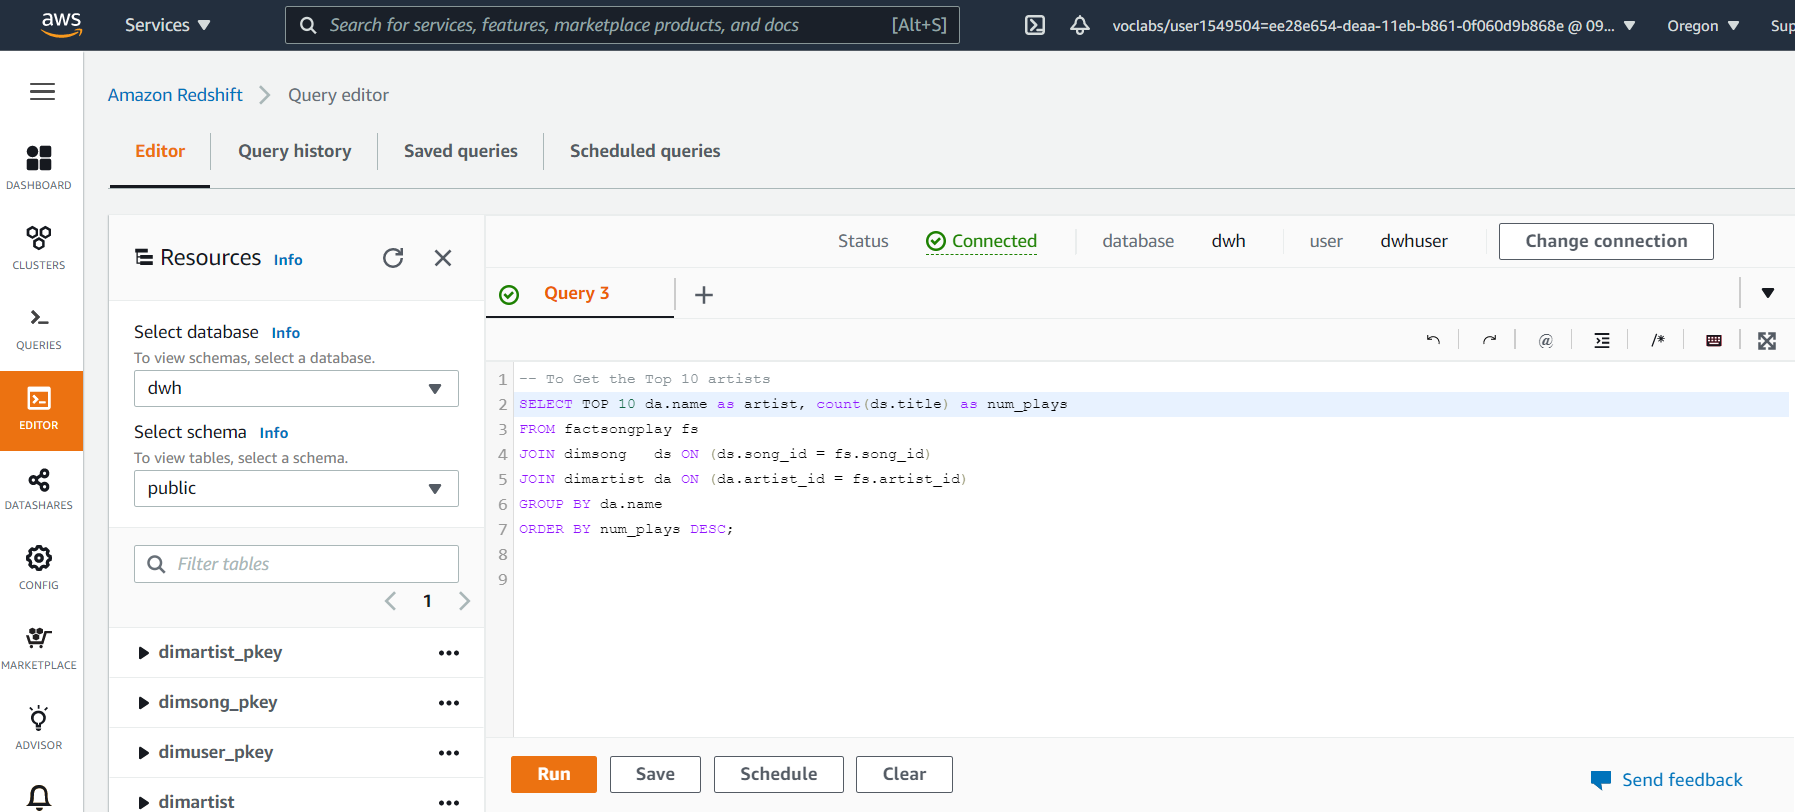 aws
Services
Search for services, features, marketplace products, and docs
[Alt+S]
voclabs/user1549504=ee28e654-deaa-11eb-b861-0f060d9b868e @ 09...
Oregon
Sup
Amazon Redshift
Query editor
Editor
Query history
Saved queries
Scheduled queries
DASHBOARD
CLUSTERS
QUERIES
EDITOR
DATASHARES
CONFIG
MARKETPLACE
ADVISOR
Resources Info
Select database Info
To view schemas, select a database.
dwh
Select schema Info
To view tables, select a schema.
public
Filter tables
1
dimartist_pkey
dimsong_pkey
dimuser_pkey
dimartist
Status
Connected
database
dwh
user
dwhuser
Change connection
Query 3
@
/*
1 -- To Get the Top 10 artists
2 SELECT TOP 10 da.name as artist, count(ds.title) as num_plays
3 FROM factsongplay fs
4 JOIN dimsong   ds ON (ds.song_id = fs.song_id)
5 JOIN dimartist da ON (da.artist_id = fs.artist_id)
6 GROUP BY da.name
7 ORDER BY num_plays DESC;
8
9
Run
Save
Schedule
Clear
Send feedback